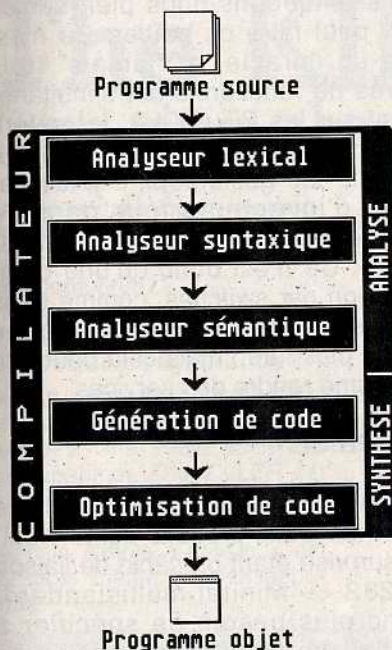 Programme source
COMPILATEUR
Analyseur lexical
Analyseur syntaxique
Analyseur sémantique
Génération de code
Optimisation de code
ANALYSE
SYNTHESE
Programme objet